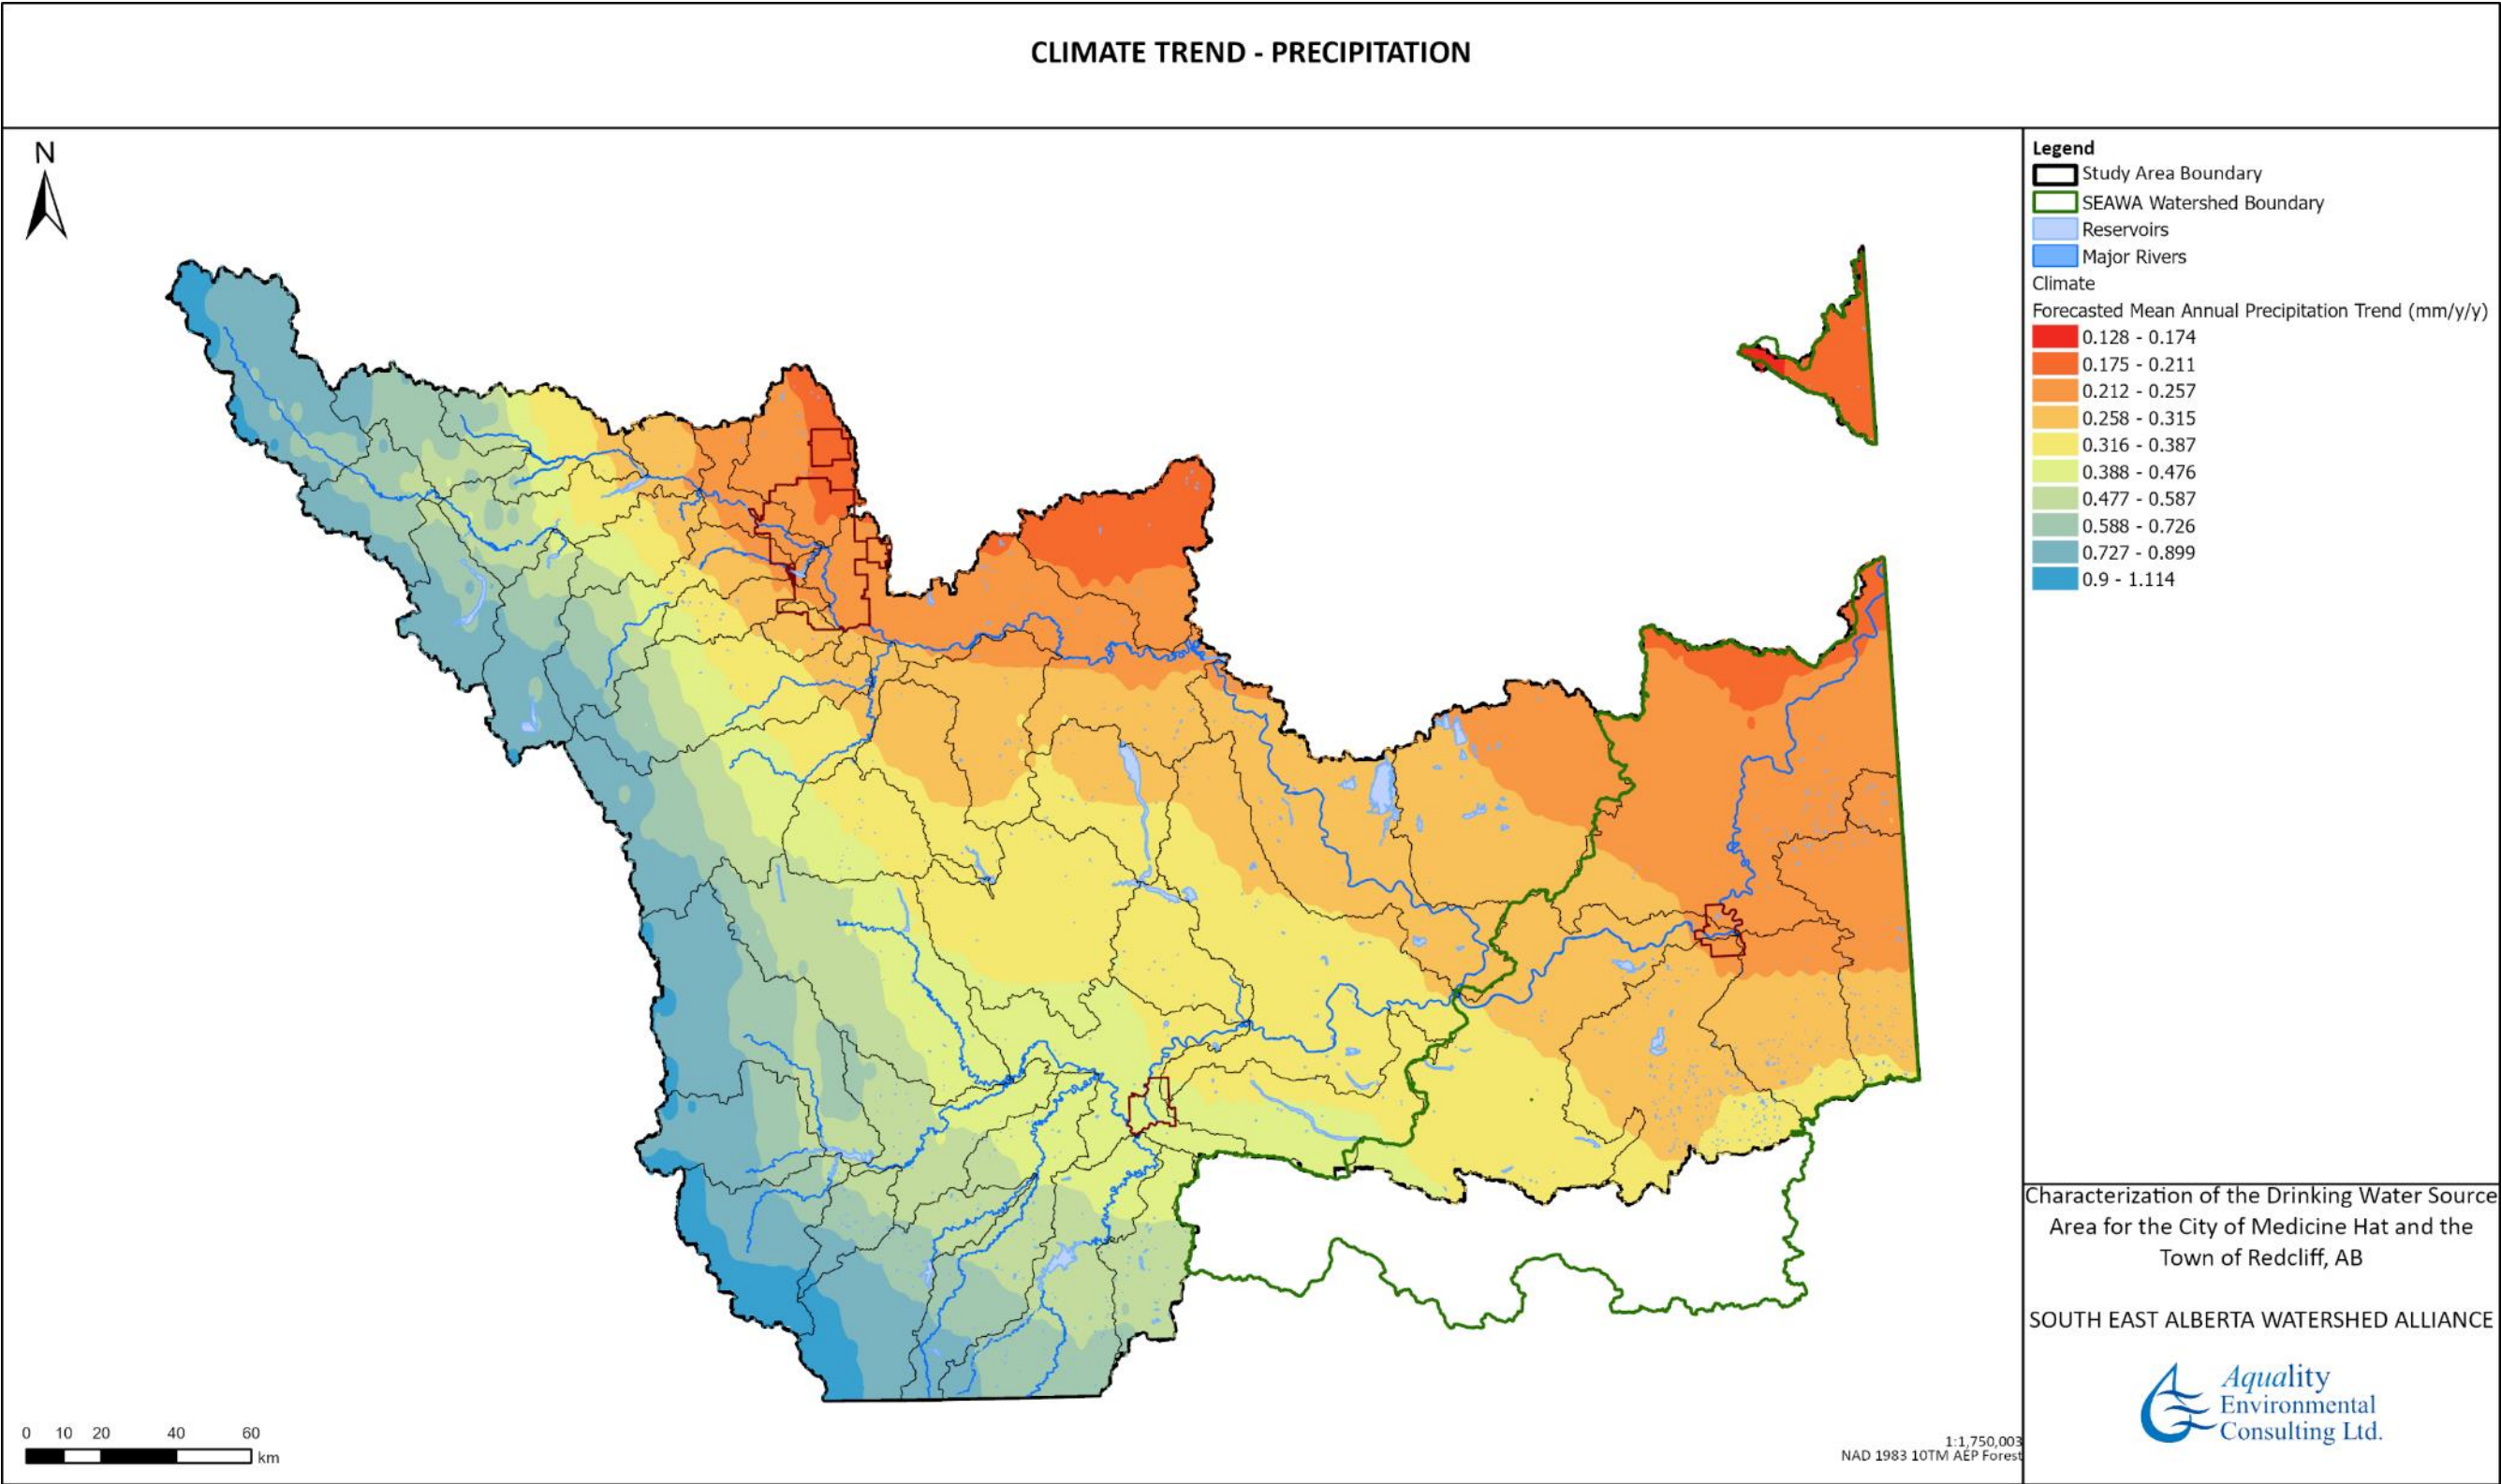 CLIMATE TREND - PRECIPITATION
N
Legend
Study Area Boundary
SEAWA Watershed Boundary
Reservoirs
Major Rivers
Climate
Forecasted Mean Annual Precipitation Trend (mm/y/y)
0.128 - 0.174
0.175 - 0.211
0.212 - 0.257
0.258 - 0.315
0.316 - 0.387
0.388 - 0.476
0.477 - 0.587
0.588 - 0.726
0.727 - 0.899
0.9 - 1.114
Characterization of the Drinking Water Source
Area for the City of Medicine Hat and the
Town of Redcliff, AB
SOUTH EAST ALBERTA WATERSHED ALLIANCE
Aquality
Environmental
Consulting Ltd.
0 10 20 40 60
km
1:1,750,003
NAD 1983 10TM AEP Forest